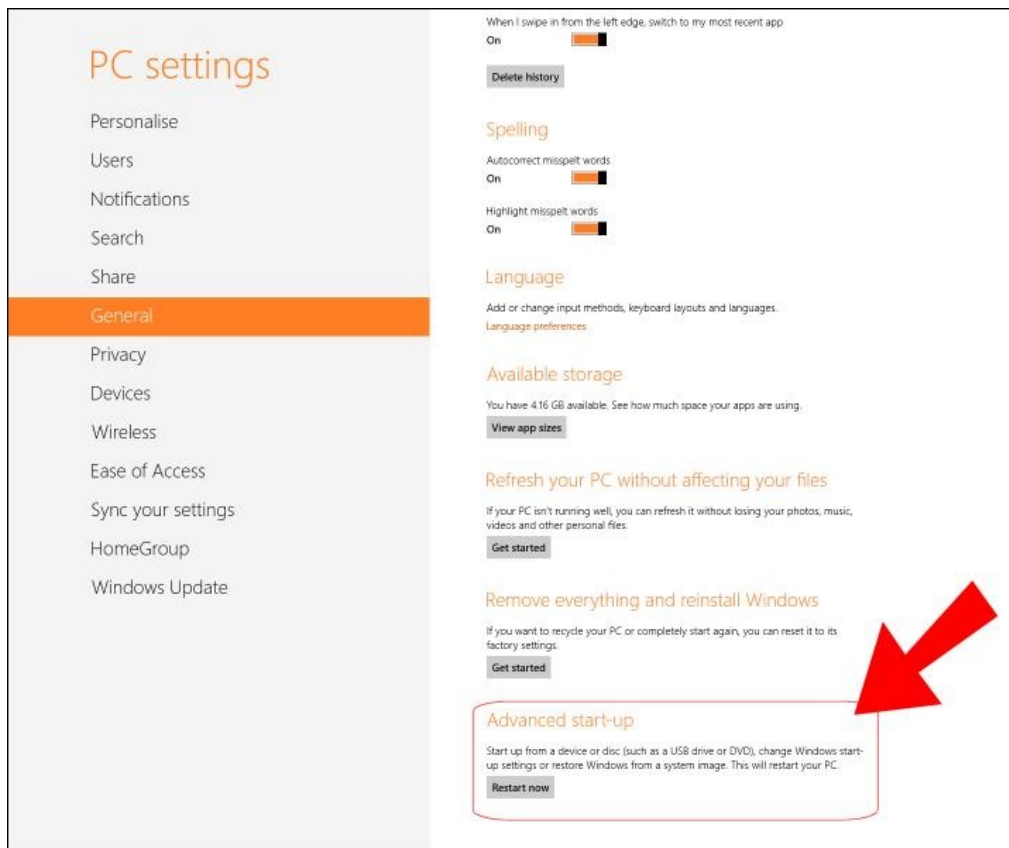 PC settings
Personalise
Users
Notifications
Search
Share
General
Privacy
Devices
Wireless
Ease of Access
Sync your settings
HomeGroup
Windows Update
When I swipe in from the left edge, switch to my most recent app
On
Delete history
Spelling
Autocorrect misspelt words
On
Highlight misspelt words
On
Language
Add or change input methods, keyboard layouts and languages.
Language preferences
Available storage
You have 4.16 GB available. See how much space your apps are using.
View app sizes
Refresh your PC without affecting your files
If your PC isn't running well, you can refresh it without losing your photos, music,
videos and other personal files.
Get started
Remove everything and reinstall Windows
If you want to recycle your PC or completely start again, you can reset it to its
factory settings.
Get started
Advanced start-up
Start up from a device or disc (such as a USB drive or DVD), change Windows start-
up settings or restore Windows from a system image. This will restart your PC.
Restart now